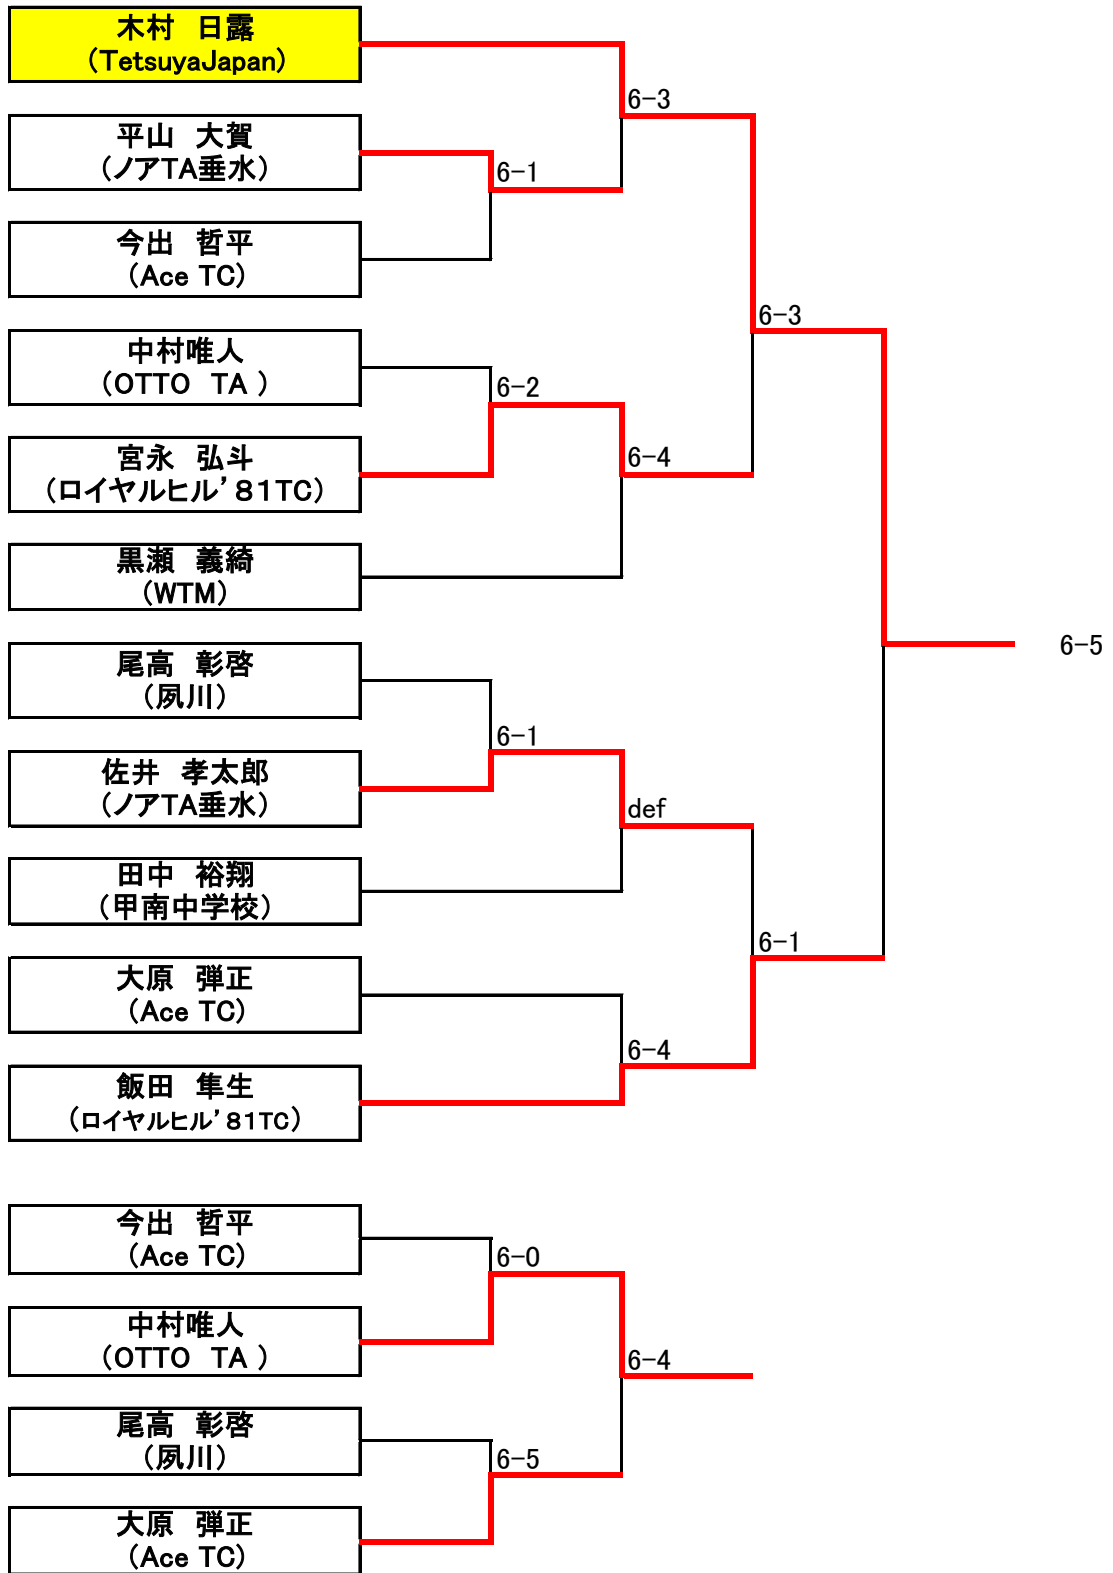 木村　日露
（TetsuyaJapan）
6-3
平山　大賀
（ノアTA垂水）
6-1
今出　哲平
（Ace TC）
6-3
中村唯人
（OTTO　TA ）
6-2
宮永　弘斗
（ロイヤルヒル’８１TC）
6-4
黒瀬　義綺
（WTM）
尾高　彰啓
（夙川）
6-5
6-1
佐井　孝太郎
（ノアTA垂水）
def
田中　裕翔
（甲南中学校）
6-1
大原　弾正
（Ace TC）
6-4
飯田　隼生
（ロイヤルヒル’８１TC）
今出　哲平
（Ace TC）
6-0
中村唯人
（OTTO　TA ）
6-4
尾高　彰啓
（夙川）
6-5
大原　弾正
（Ace TC）